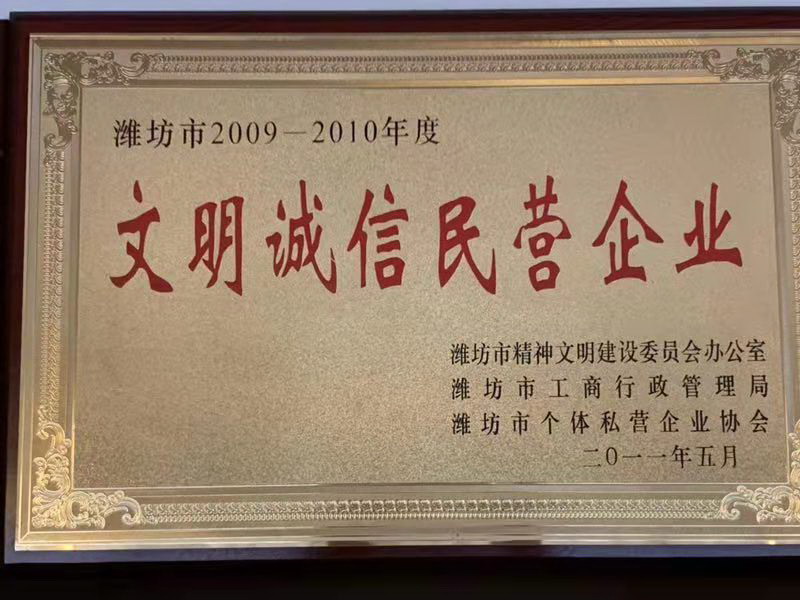 潍坊市2009－2010年度
文明诚信民营企业
潍坊市精神文明建设委员会办公室
潍坊市工商行政管理局
潍坊市个体私营企业协会
二〇一一年五月